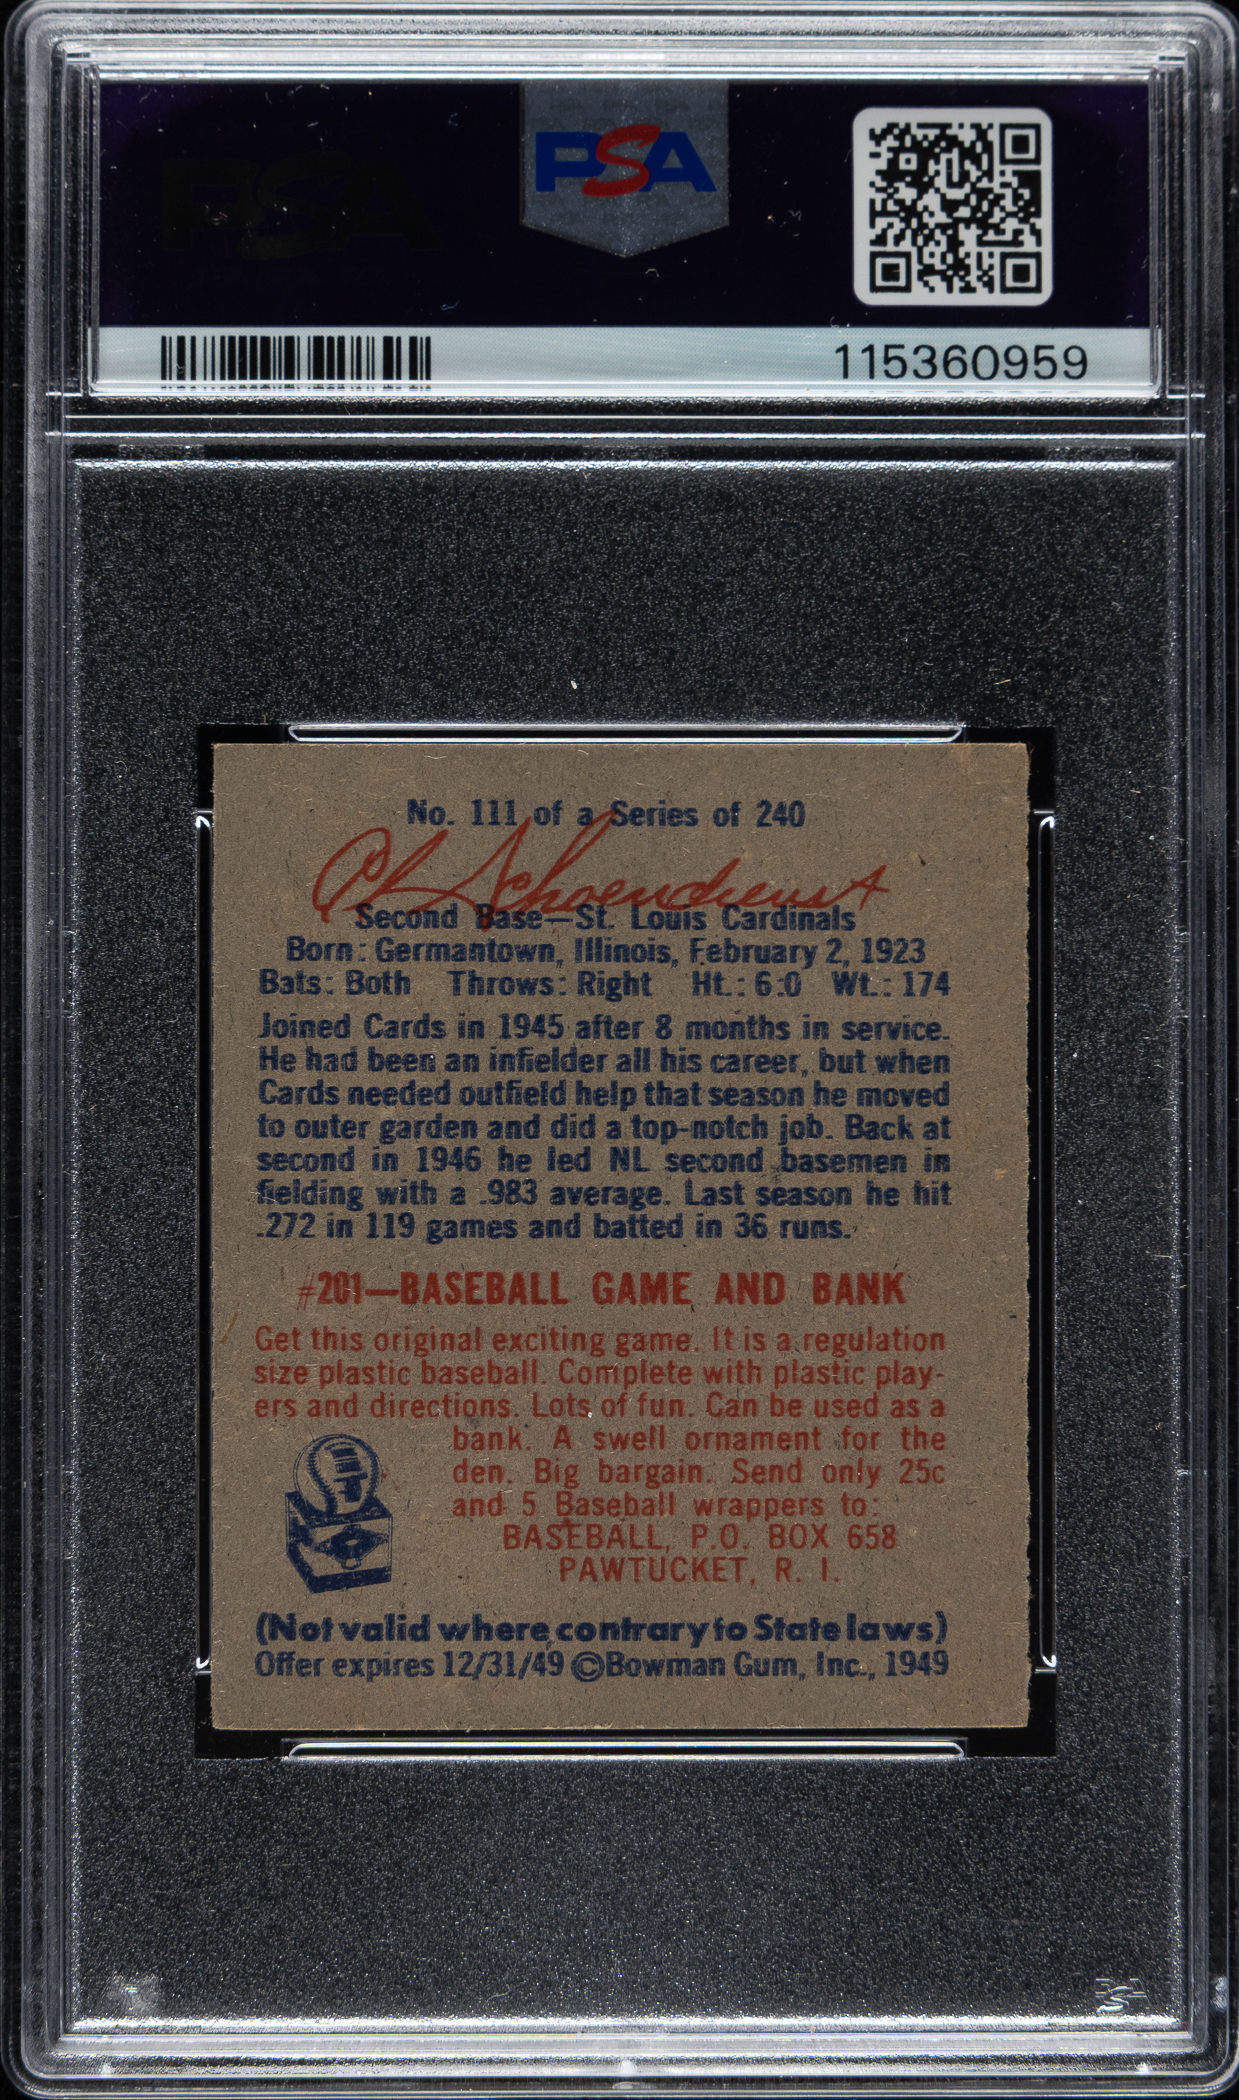 PSA
PSA
115360959
No. 111 of a Series of 240
Schoendienst
Second Base—St. Louis Cardinals
Born: Germantown, Illinois, February 2, 1923
Bats: Both Throws: Right Ht.: 6:0 Wt.: 174
Joined Cards in 1945 after 8 months in service.
He had been an infielder all his career, but when
Cards needed outfield help that season he moved
to outer garden and did a top-notch job. Back at
second in 1946 he led NL second basemen in
fielding with a .983 average. Last season he hit
.272 in 119 games and batted in 36 runs.
#201—BASEBALL GAME AND BANK
Get this original exciting game. It is a regulation
size plastic baseball. Complete with plastic play-
ers and directions. Lots of fun. Can be used as a
bank. A swell ornament for the
den. Big bargain. Send only 25c
and 5 Baseball wrappers to:
BASEBALL, P.O. BOX 658
PAWTUCKET, R. I.
(Not valid where contrary to State laws)
Offer expires 12/31/49 ©Bowman Gum, Inc., 1949
PSA